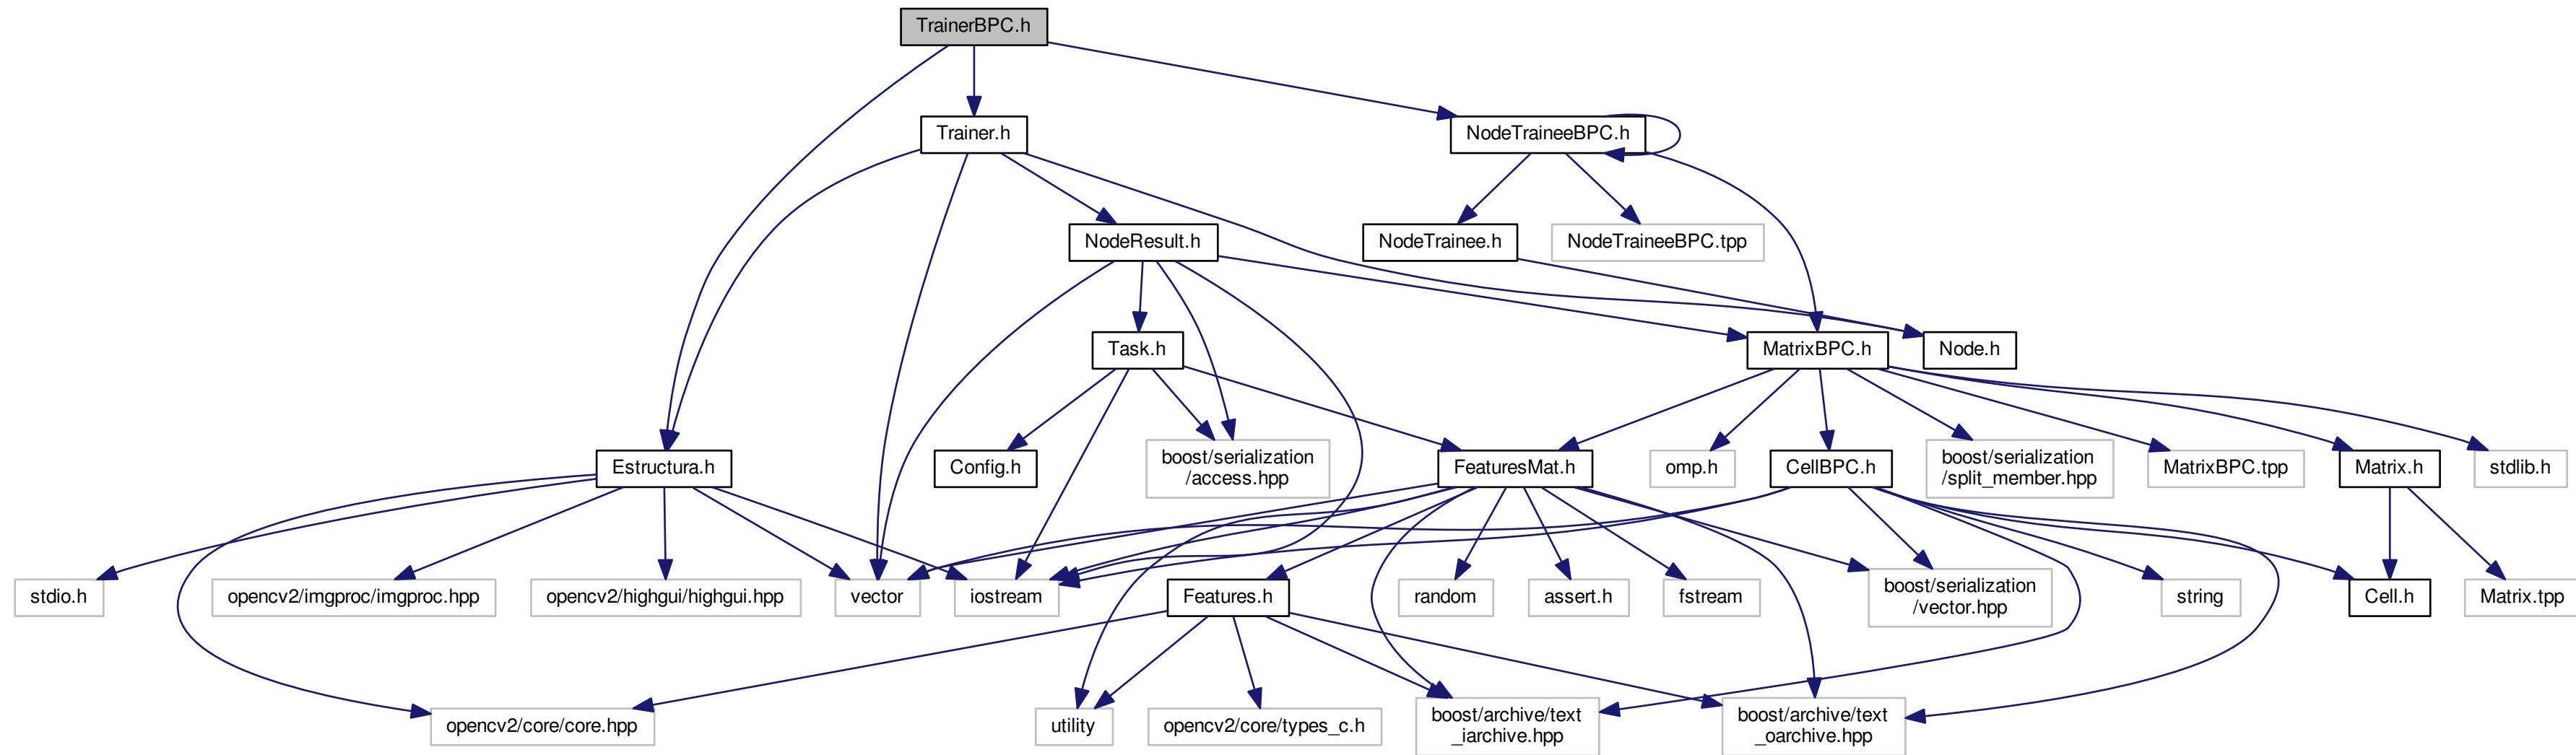 TrainerBPC.h
Trainer.h
NodeTraineeBPC.h
NodeResult.h
NodeTrainee.h
NodeTraineeBPC.tpp
Task.h
MatrixBPC.h
Node.h
Estructura.h
Config.h
boost/serialization
/access.hpp
FeaturesMat.h
omp.h
CellBPC.h
boost/serialization
/split_member.hpp
MatrixBPC.tpp
Matrix.h
stdlib.h
stdio.h
opencv2/imgproc/imgproc.hpp
opencv2/highgui/highgui.hpp
vector
iostream
Features.h
random
assert.h
fstream
boost/serialization
/vector.hpp
string
Cell.h
Matrix.tpp
opencv2/core/core.hpp
utility
opencv2/core/types_c.h
boost/archive/text
_iarchive.hpp
boost/archive/text
_oarchive.hpp